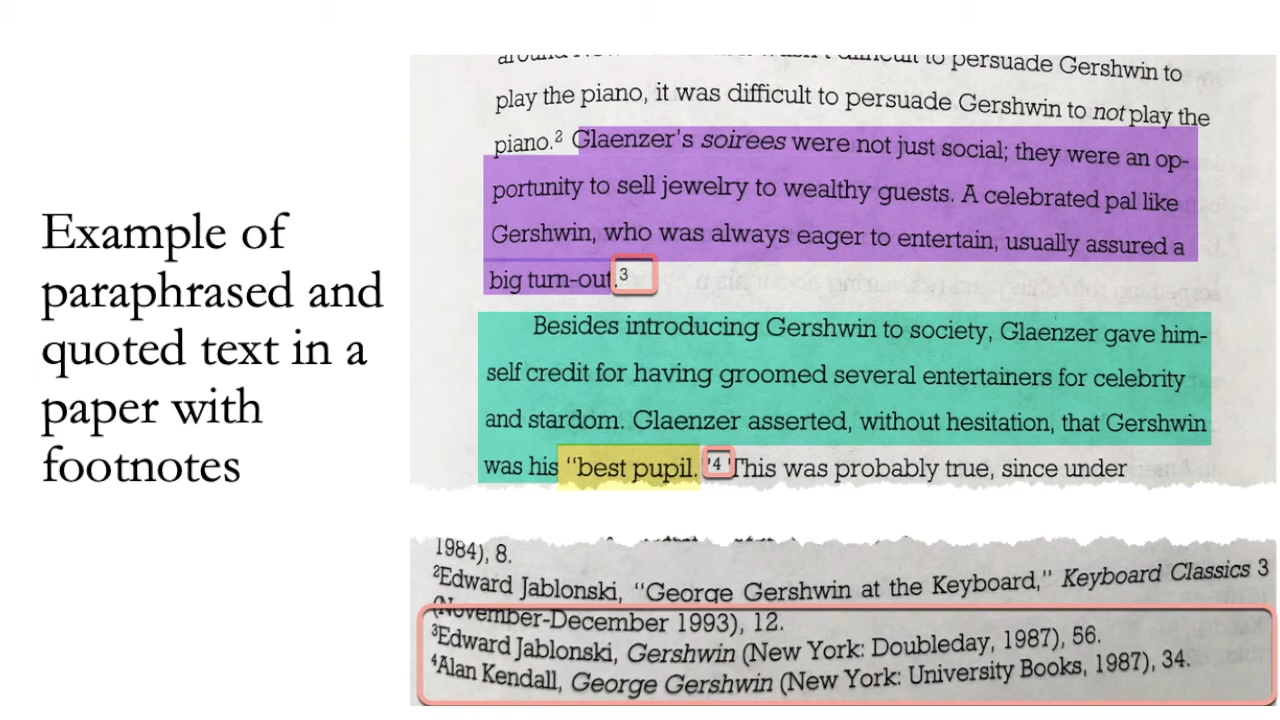 Example of
paraphrased and
quoted text in a
paper with
footnotes
to persuade Gershwin to
play the piano, it was difficult to persuade Gershwin to not play the
piano.² Glaenzer's soirees were not just social; they were an op-
portunity to sell jewelry to wealthy guests. A celebrated pal like
Gershwin, who was always eager to entertain, usually assured a
big turn-out.³
Besides introducing Gershwin to society, Glaenzer gave him-
self credit for having groomed several entertainers for celebrity
and stardom. Glaenzer asserted, without hesitation, that Gershwin
was his "best pupil."⁴ This was probably true, since under
1984), 8.
²Edward Jablonski, "George Gershwin at the Keyboard," Keyboard Classics 3
(November-December 1993), 12.
³Edward Jablonski, Gershwin (New York: Doubleday, 1987), 56.
⁴Alan Kendall, George Gershwin (New York: University Books, 1987), 34.